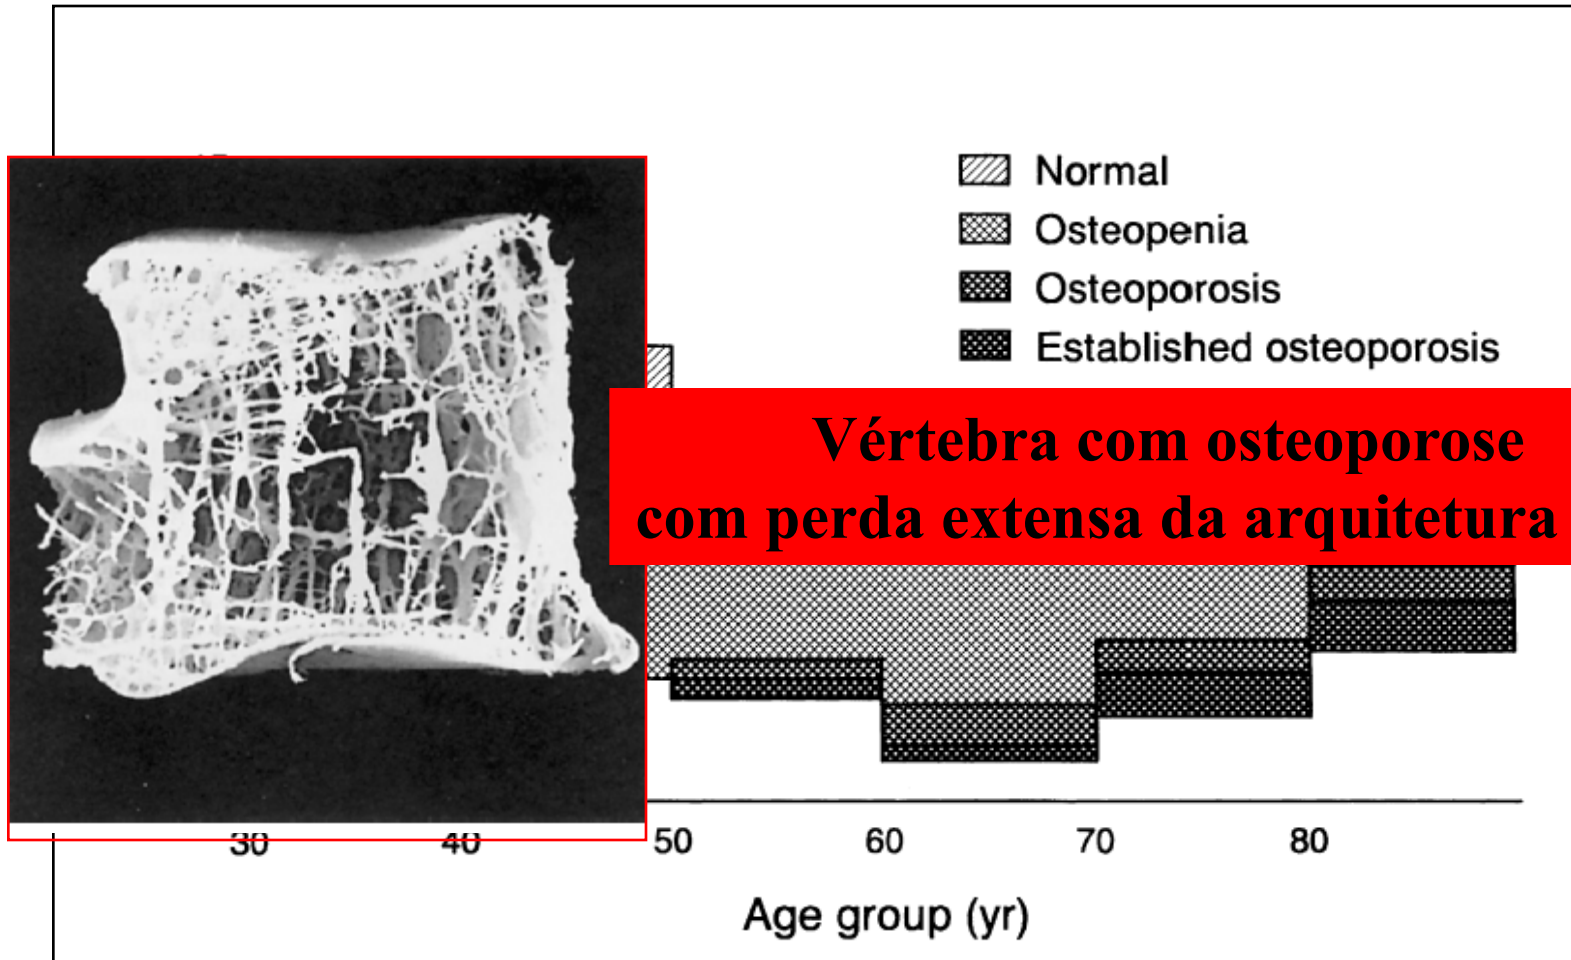 Normal
Osteopenia
Osteoporosis
Established osteoporosis
Vértebra com osteoporose
com perda extensa da arquitetura
30 40 50 60 70 80
Age group (yr)